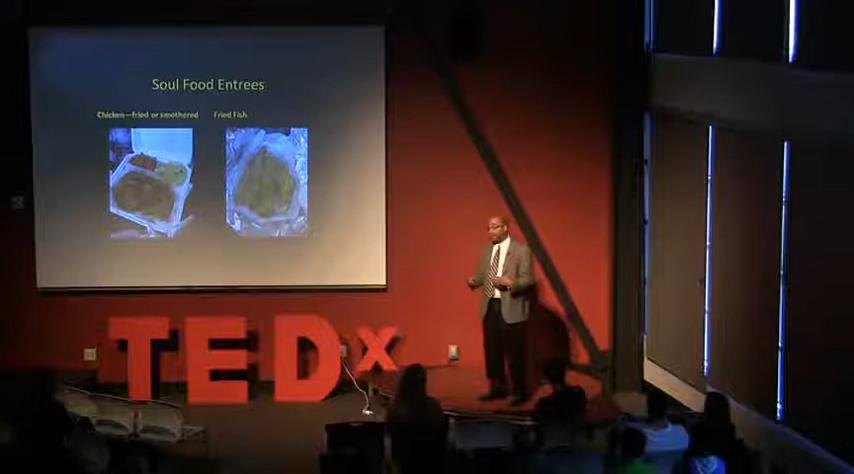 Soul Food Entrees
Chicken—fried or smothered
Fried Fish
TEDx